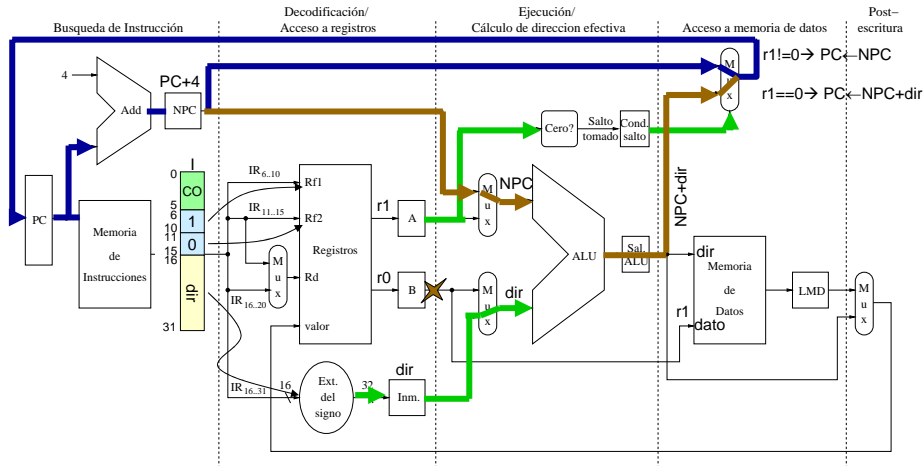 Busqueda de Instrucción
Decodificación/
Acceso a registros
Ejecución/
Cálculo de direccion efectiva
Acceso a memoria de datos
Post–
escritura
4
PC+4
Add
NPC
M
u
x
r1!=0→ PC←NPC
r1==0→ PC←NPC+dir
Cero?
Salto
tomado
Cond.
salto
I
0
CO
5
6
1
10
11
0
15
16
dir
31
PC
Memoria
de
Instrucciones
IR6..10
IR11..15
IR16..20
IR16..31
M
u
x
Rf1
Rf2
Registros
Rd
valor
r1
A
r0
B
16
Ext.
del
signo
32
dir
Inm.
M
u
x
NPC
M
u
x
dir
ALU
Sal.
ALU
NPC+dir
dir
Memoria
de
Datos
r1
dato
LMD
M
u
x